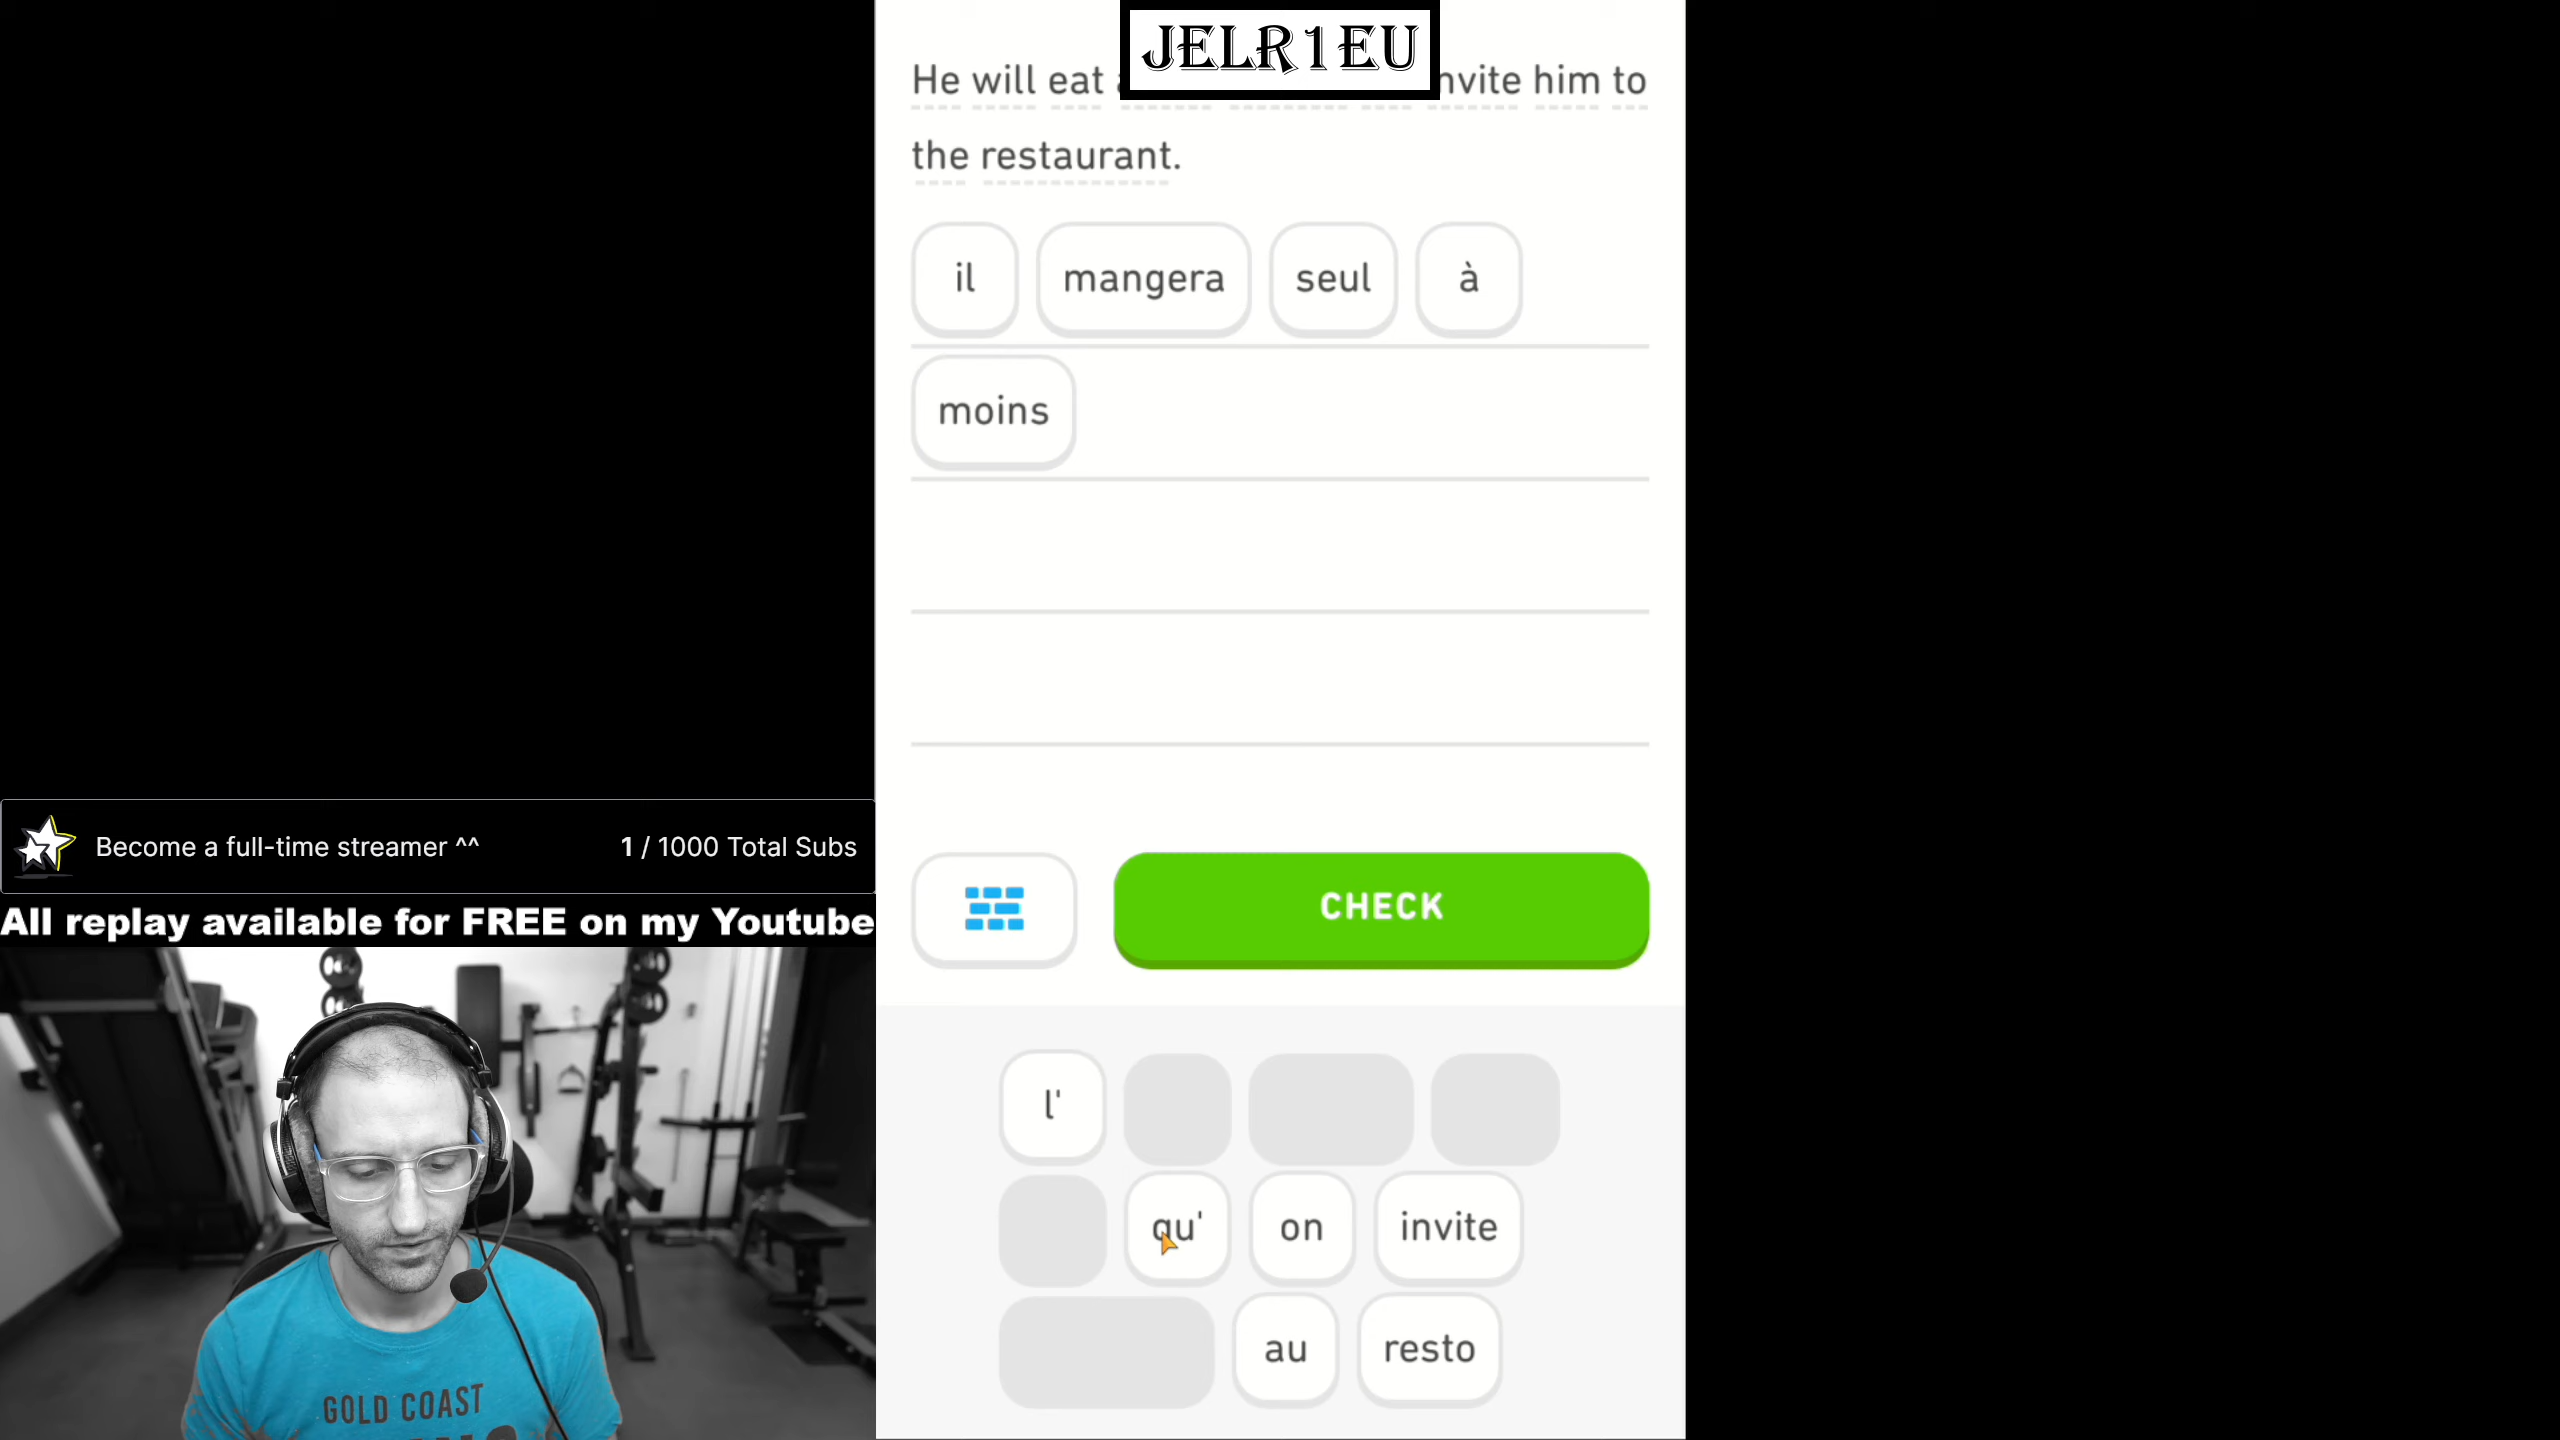 JELR1EU
He will eat nvite him to
the restaurant.
il mangera seul à
moins
CHECK
l'
qu' on invite
au resto
Become a full-time streamer ^^ 1 / 1000 Total Subs
All replay available for FREE on my Youtube
GOLD COAST